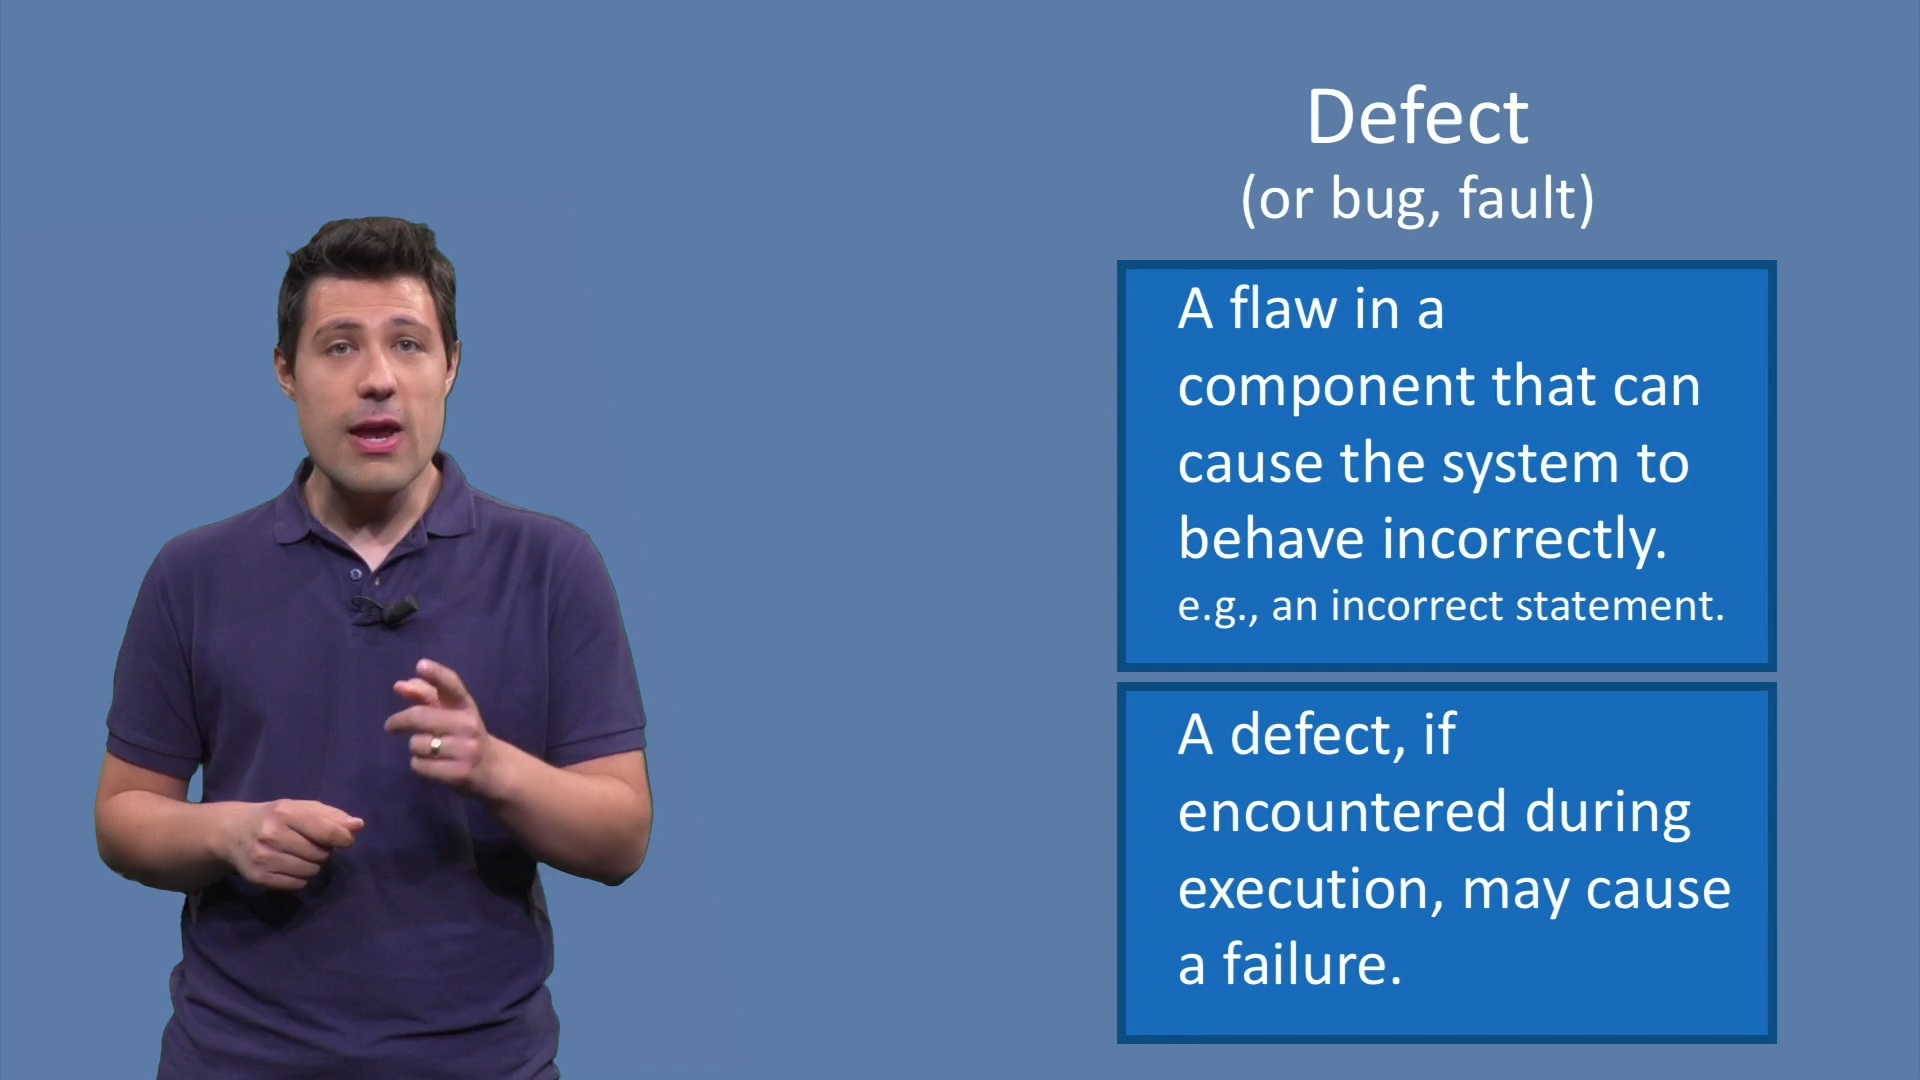 Defect
(or bug, fault)
A flaw in a
component that can
cause the system to
behave incorrectly.
e.g., an incorrect statement.
A defect, if
encountered during
execution, may cause
a failure.